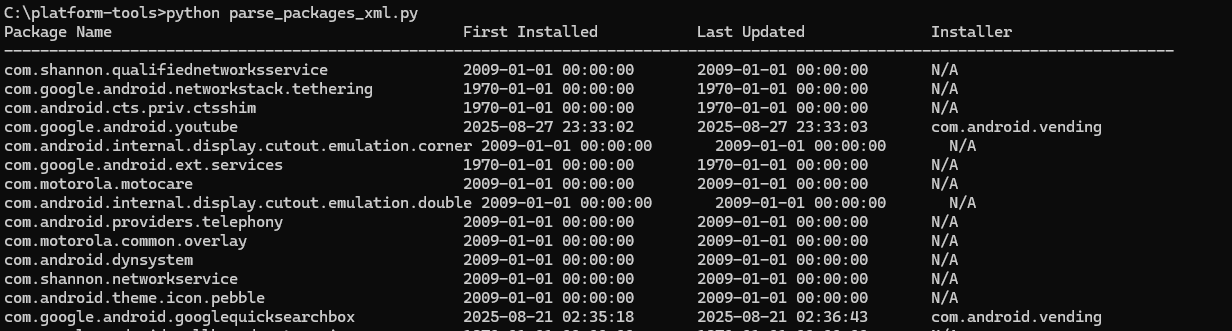 C:\platform-tools>python parse_packages_xml.py
Package Name First Installed Last Updated Installer
----------------------------------------------------------------------------------------------------------------------------------
com.shannon.qualifiednetworksservice 2009-01-01 00:00:00 2009-01-01 00:00:00 N/A
com.google.android.networkstack.tethering 1970-01-01 00:00:00 1970-01-01 00:00:00 N/A
com.android.cts.priv.ctsshim 1970-01-01 00:00:00 1970-01-01 00:00:00 N/A
com.google.android.youtube 2025-08-27 23:33:02 2025-08-27 23:33:03 com.android.vending
com.android.internal.display.cutout.emulation.corner 2009-01-01 00:00:00 2009-01-01 00:00:00 N/A
com.google.android.ext.services 1970-01-01 00:00:00 1970-01-01 00:00:00 N/A
com.motorola.motocare 2009-01-01 00:00:00 2009-01-01 00:00:00 N/A
com.android.internal.display.cutout.emulation.double 2009-01-01 00:00:00 2009-01-01 00:00:00 N/A
com.android.providers.telephony 2009-01-01 00:00:00 2009-01-01 00:00:00 N/A
com.motorola.common.overlay 2009-01-01 00:00:00 2009-01-01 00:00:00 N/A
com.android.dynsystem 2009-01-01 00:00:00 2009-01-01 00:00:00 N/A
com.shannon.networkservice 2009-01-01 00:00:00 2009-01-01 00:00:00 N/A
com.android.theme.icon.pebble 2009-01-01 00:00:00 2009-01-01 00:00:00 N/A
com.google.android.googlequicksearchbox 2025-08-21 02:35:18 2025-08-21 02:36:43 com.android.vending